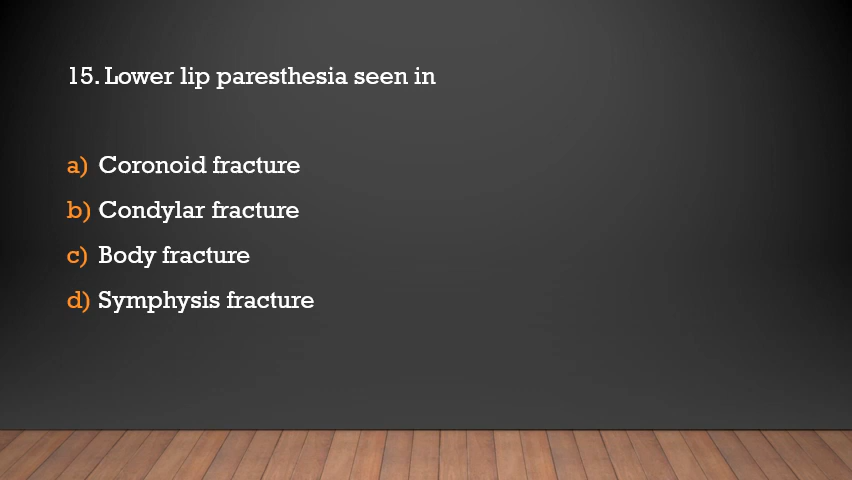 15. Lower lip paresthesia seen in
a) Coronoid fracture
b) Condylar fracture
c) Body fracture
d) Symphysis fracture